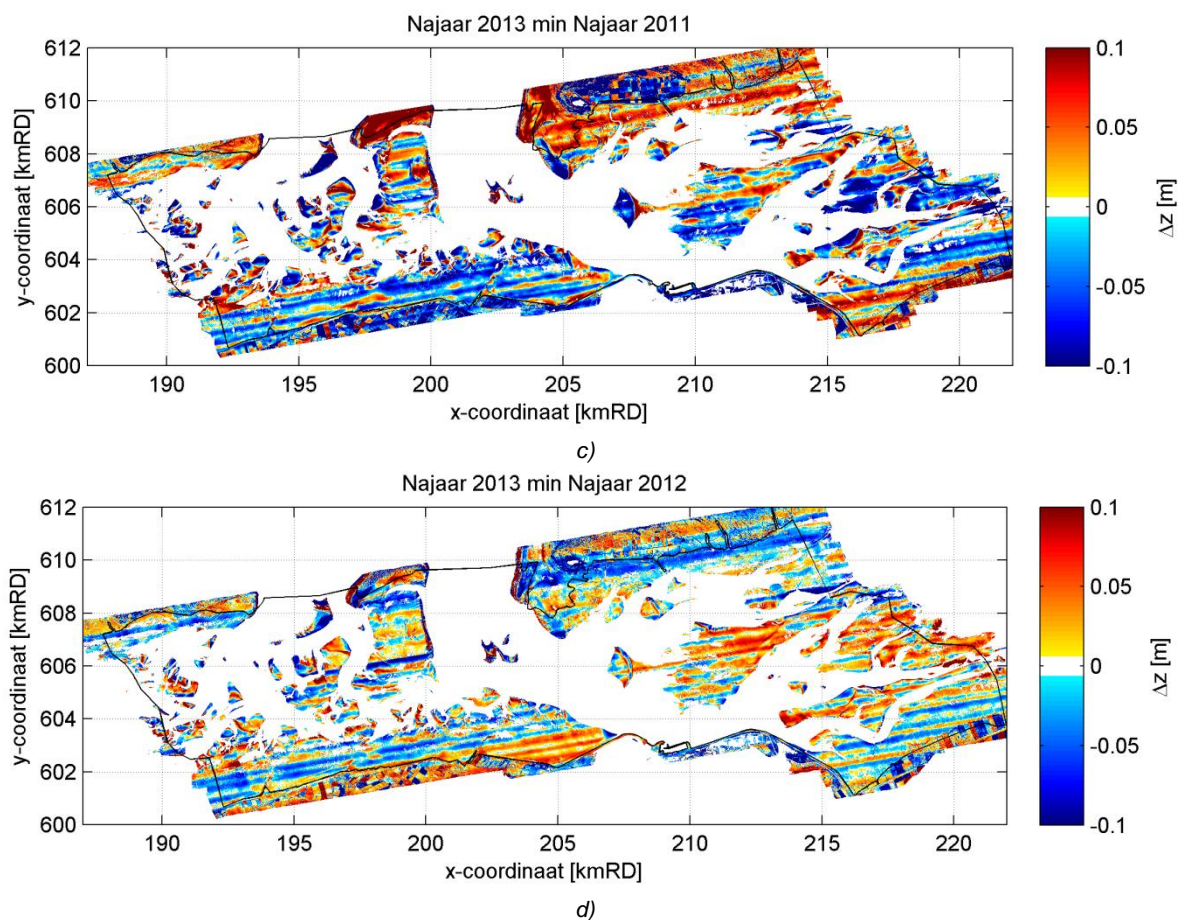 Najaar 2013 min Najaar 2011
612
610
608
606
604
602
600
y-coordinaat [kmRD]
190 195 200 205 210 215 220
x-coordinaat [kmRD]
0.1
0.05
0
-0.05
-0.1
Δz [m]
c)
Najaar 2013 min Najaar 2012
612
610
608
606
604
602
600
y-coordinaat [kmRD]
190 195 200 205 210 215 220
x-coordinaat [kmRD]
0.1
0.05
0
-0.05
-0.1
Δz [m]
d)